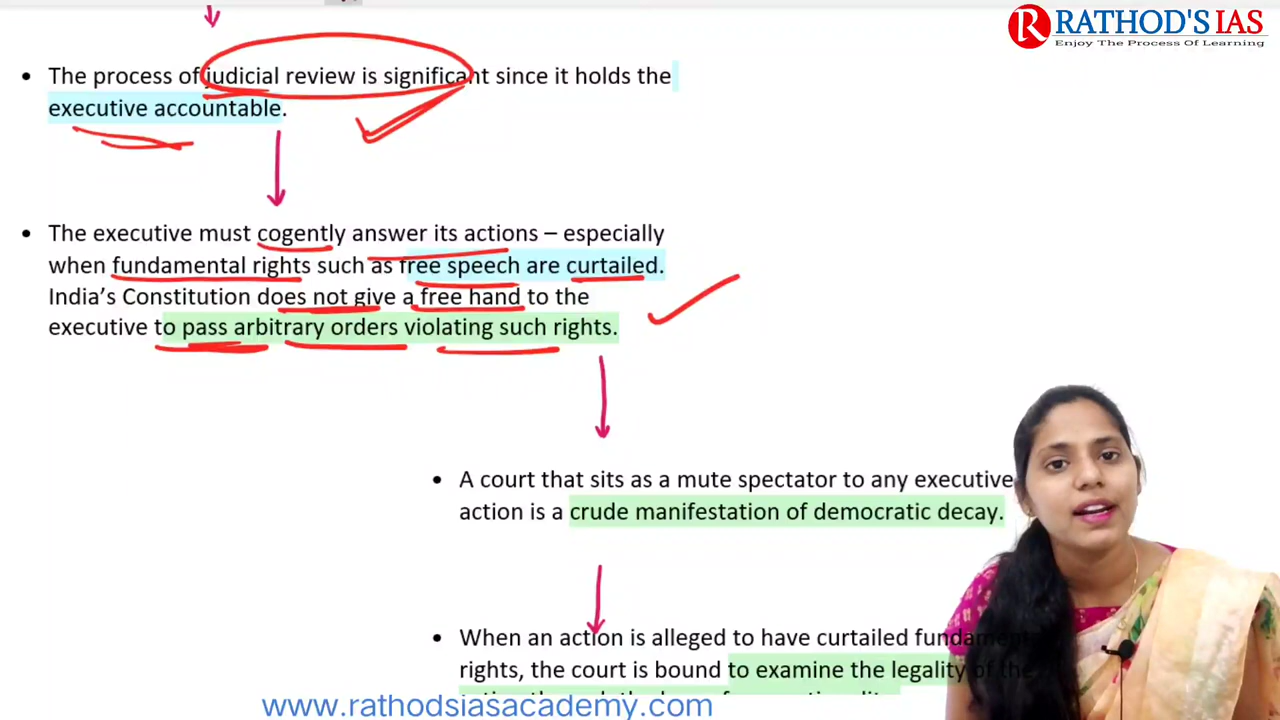 RATHOD'S IAS
Enjoy The Process Of Learning
• The process of judicial review is significant since it holds the
executive accountable.
• The executive must cogently answer its actions – especially
when fundamental rights such as free speech are curtailed.
India's Constitution does not give a free hand to the
executive to pass arbitrary orders violating such rights.
• A court that sits as a mute spectator to any executive
action is a crude manifestation of democratic decay.
• When an action is alleged to have curtailed fundament
rights, the court is bound to examine the legality of the
www.rathodsiasacademy.com